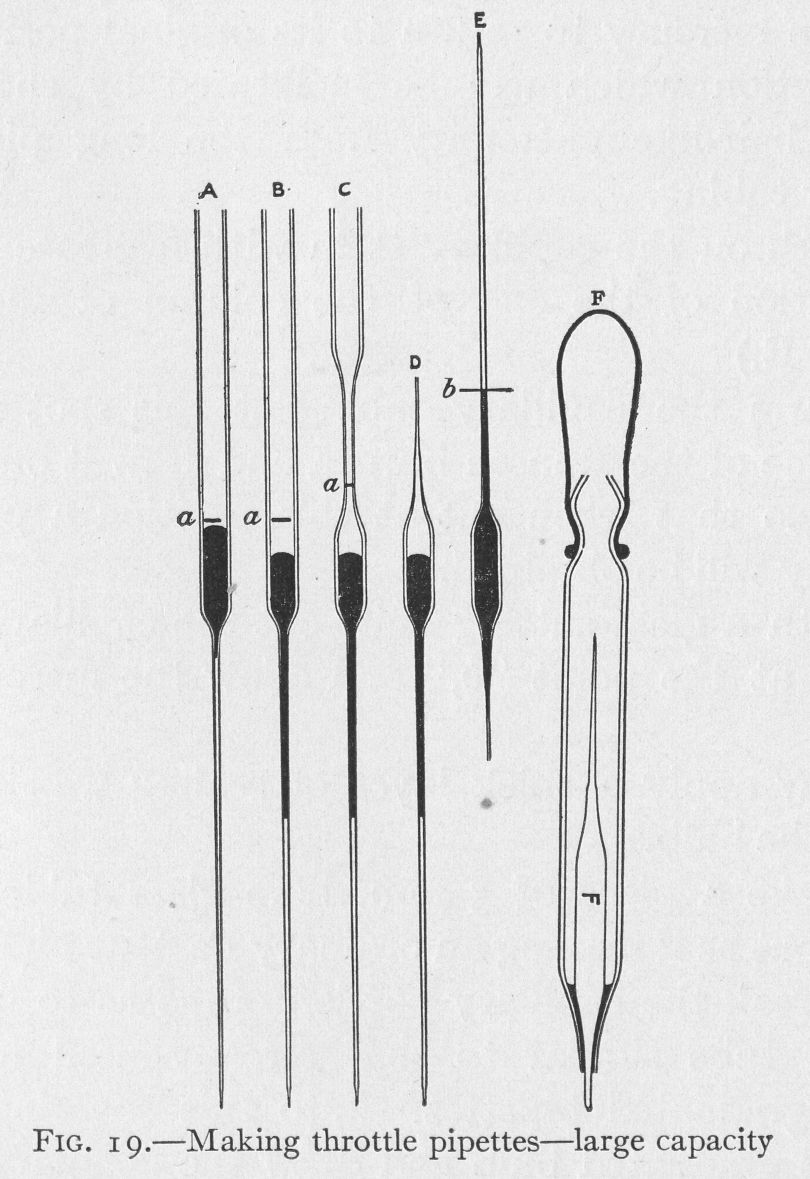 E
A
B
C
F
D
b
a
a
a
F
FIG. 19.—Making throttle pipettes—large capacity